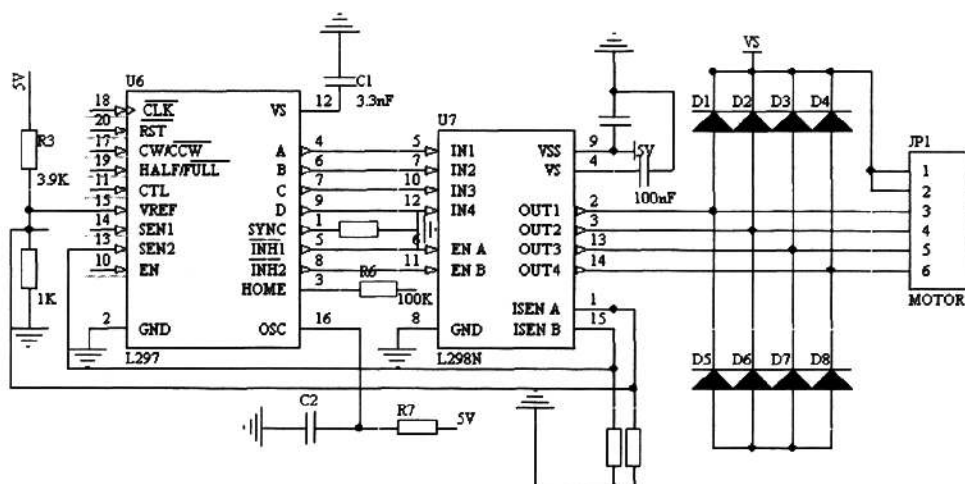 U6
5V
R3
3.9K
1K
18
20
17
19
11
15
14
13
10
2
CLK
RST
CW/CCW
HALF/FULL
CTL
VREF
SEN1
SEN2
EN
GND
VS
A
B
C
D
SYNC
INH1
INH2
HOME
OSC
12
4
6
7
9
1
5
8
3
16
L297
C1
3.3nF
R6
100K
C2
R7
5V
U7
5
7
10
12
6
11
8
IN1
IN2
IN3
IN4
EN A
EN B
GND
VSS
VS
OUT1
OUT2
OUT3
OUT4
ISEN A
ISEN B
9
4
2
3
13
14
1
15
L298N
5V
100nF
VS
D1 D2 D3 D4
D5 D6 D7 D8
JP1
1
2
3
4
5
6
MOTOR